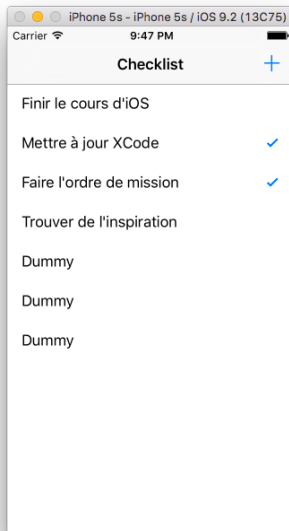 iPhone 5s - iPhone 5s / iOS 9.2 (13C75)
Carrier 9:47 PM
Checklist +
Finir le cours d'iOS
Mettre à jour XCode
Faire l'ordre de mission
Trouver de l'inspiration
Dummy
Dummy
Dummy